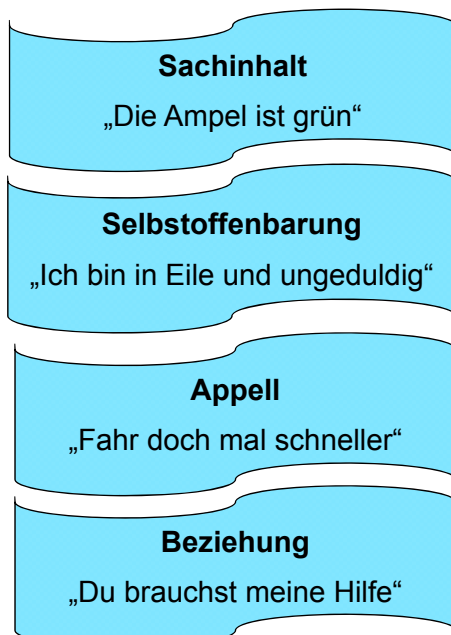 Sachinhalt
„Die Ampel ist grün“
Selbstoffenbarung
„Ich bin in Eile und ungeduldig“
Appell
„Fahr doch mal schneller“
Beziehung
„Du brauchst meine Hilfe“